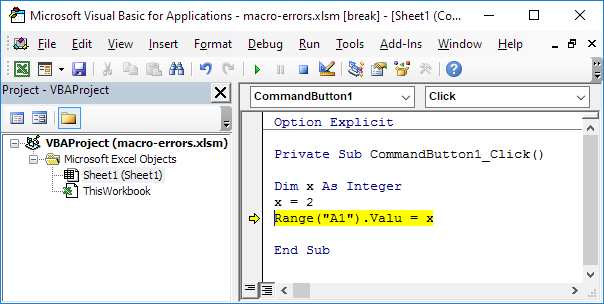 Microsoft Visual Basic for Applications - macro-errors.xlsm [break] - [Sheet1 (Co...
File Edit View Insert Format Debug Run Tools Add-Ins Window Help
Project - VBAProject
VBAProject (macro-errors.xlsm)
Microsoft Excel Objects
Sheet1 (Sheet1)
ThisWorkbook
CommandButton1 Click
Option Explicit
Private Sub CommandButton1_Click()
Dim x As Integer
x = 2
Range("A1").Valu = x
End Sub